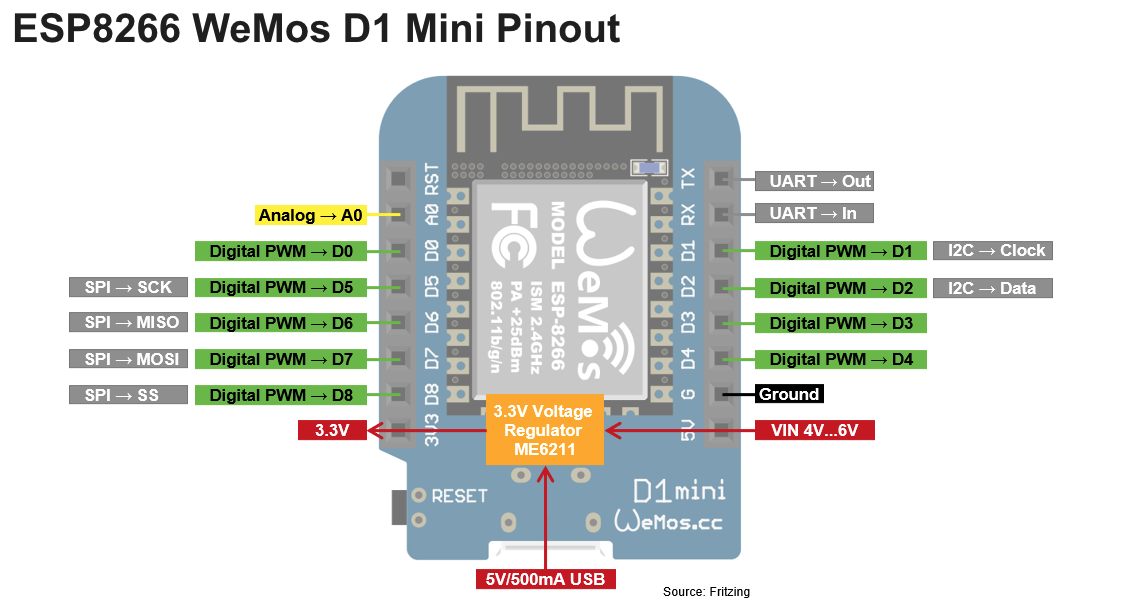 ESP8266 WeMos D1 Mini Pinout
RST
A0
D0
D5
D6
D7
D8
3V3
TX
RX
D1
D2
D3
D4
G
5V
Analog → A0
Digital PWM → D0
SPI → SCK
Digital PWM → D5
SPI → MISO
Digital PWM → D6
SPI → MOSI
Digital PWM → D7
SPI → SS
Digital PWM → D8
3.3V
UART → Out
UART → In
Digital PWM → D1
I2C → Clock
Digital PWM → D2
I2C → Data
Digital PWM → D3
Digital PWM → D4
Ground
VIN 4V...6V
WeMos
MODEL ESP-8266
ISM 2.4GHz
PA +25dBm
802.11b/g/n
FC
3.3V Voltage
Regulator
ME6211
RESET
D1mini
WeMos.cc
5V/500mA USB
Source: Fritzing